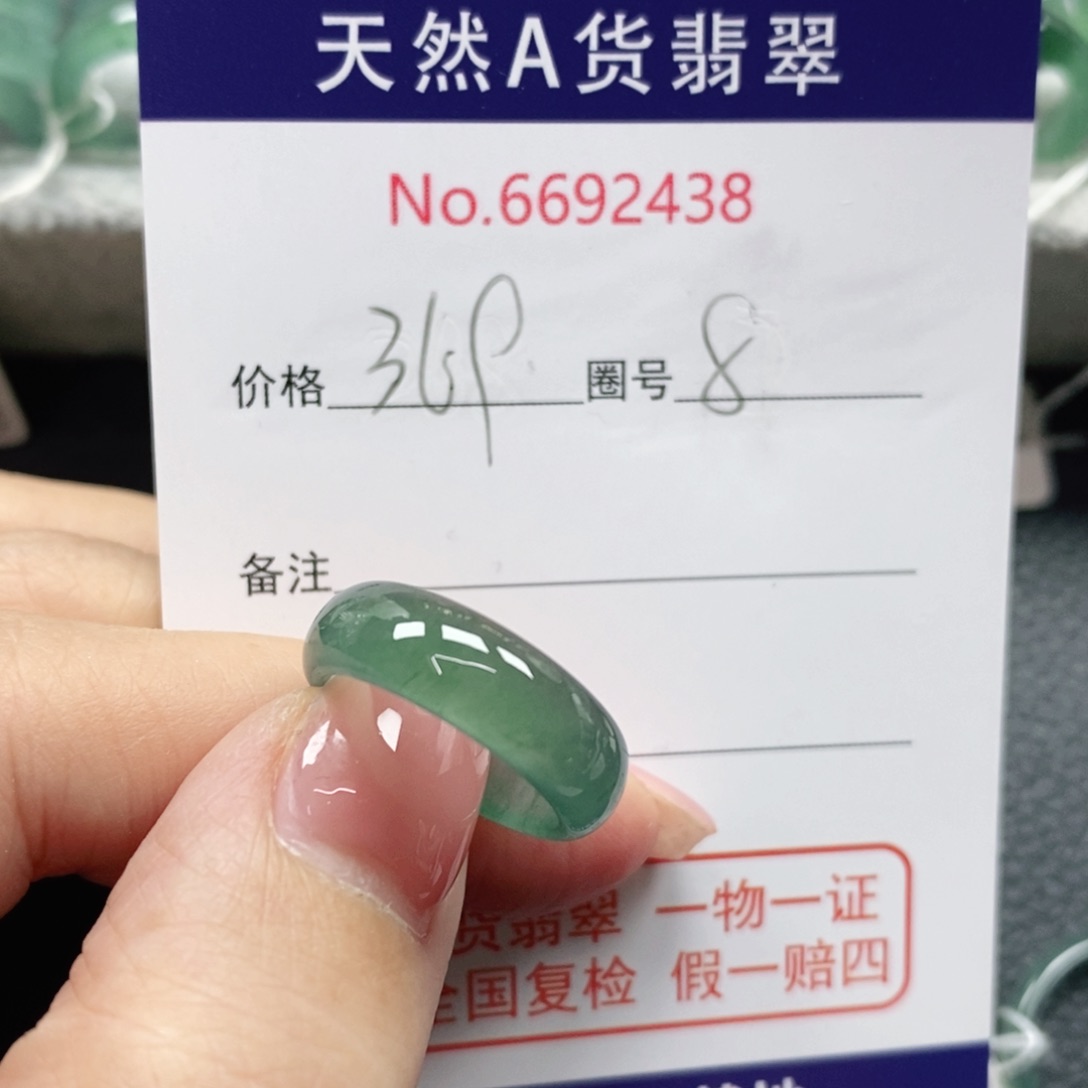 天然A货翡翠
No.6692438
价格 圈号 8
备注
货翡翠 一物一证
全国复检 假一赔四